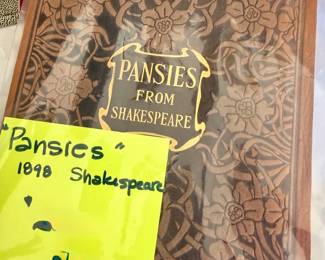 PANSIES
FROM
SHAKESPEARE
"Pansies"
1898 Shakespeare